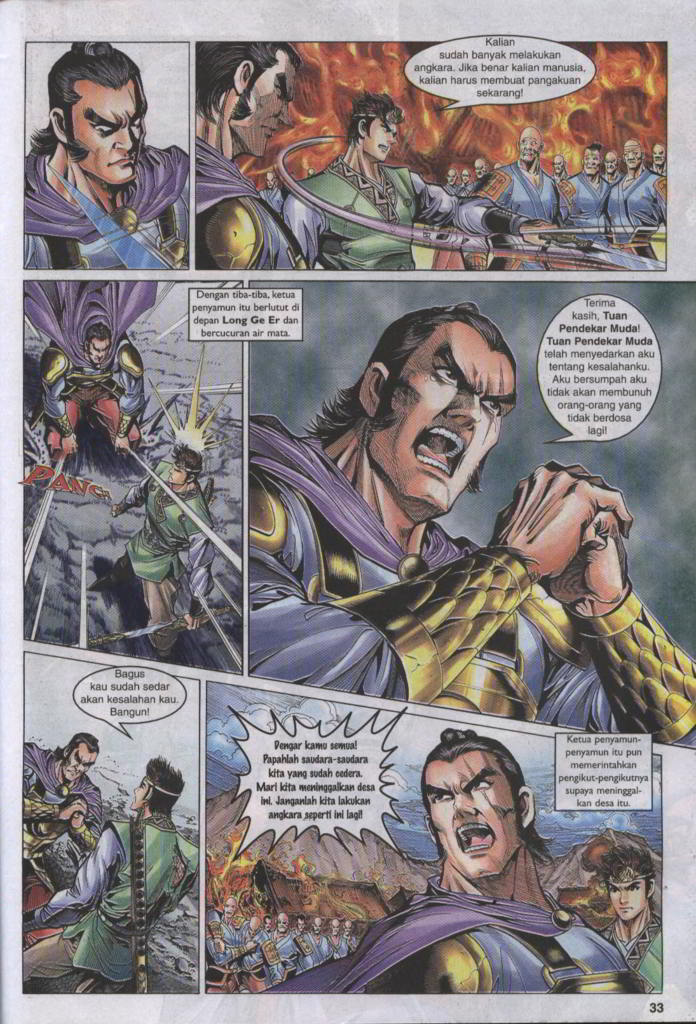 Kalian
sudah banyak melakukan
angkara. Jika benar kalian manusia,
kalian harus membuat pangakuan
sekarang!
Dengan tiba-tiba, ketua
penyamun itu berlutut di
depan Long Ge Er dan
bercucuran air mata.
PANG
Terima
kasih, Tuan
Pendekar Muda!
Tuan Pendekar Muda
telah menyedarkan aku
tentang kesalahanku.
Aku bersumpah aku
tidak akan membunuh
orang-orang yang
tidak berdosa
lagi!
Bagus
kau sudah sedar
akan kesalahan kau.
Bangun!
Dengar kamu semua!
Papahlah saudara-saudara
kita yang sudah cedera.
Mari kita meninggalkan desa
ini. Janganlah kita lakukan
angkara seperti ini lagi!
Ketua penyamun-
penyamun itu pun
memerintahkan
pengikut-pengikutnya
supaya meninggal-
kan desa itu.
33